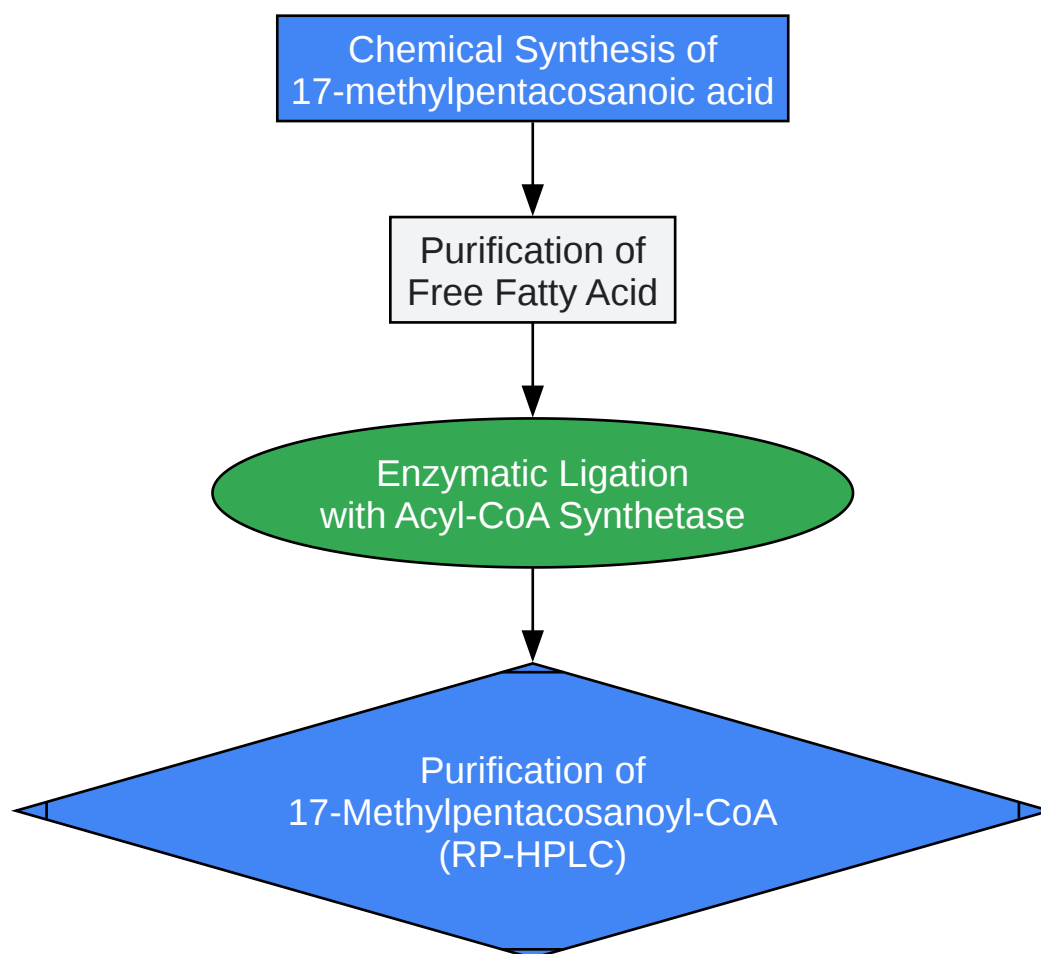 Chemical Synthesis of
17-methylpentacosanoic acid
Purification of
Free Fatty Acid
Enzymatic Ligation
with Acyl-CoA Synthetase
Purification of
17-Methylpentacosanoyl-CoA
(RP-HPLC)